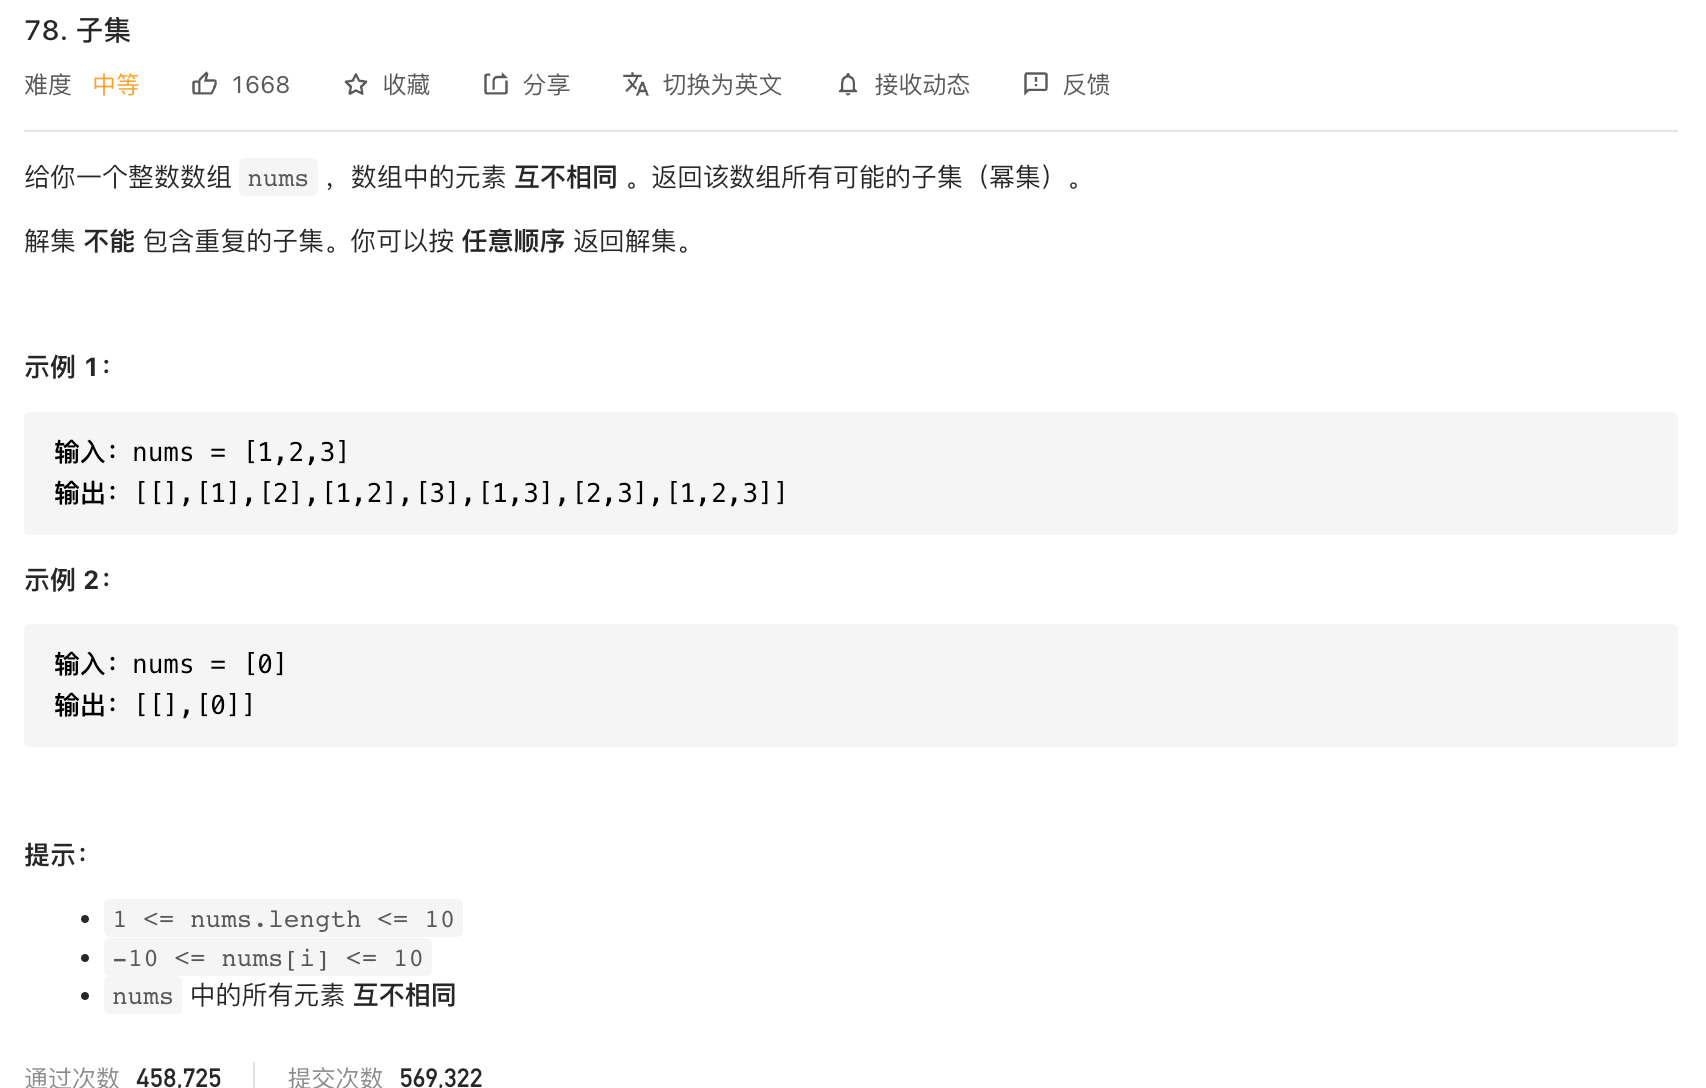 78. 子集
难度 中等 1668 收藏 分享 切换为英文 接收动态 反馈
给你一个整数数组 nums ，数组中的元素 互不相同 。返回该数组所有可能的子集（幂集）。
解集 不能 包含重复的子集。你可以按 任意顺序 返回解集。
示例 1：
输入：nums = [1,2,3]
输出：[[],[1],[2],[1,2],[3],[1,3],[2,3],[1,2,3]]
示例 2：
输入：nums = [0]
输出：[[],[0]]
提示：
1 <= nums.length <= 10
-10 <= nums[i] <= 10
nums 中的所有元素 互不相同
通过次数 458,725 提交次数 569,322